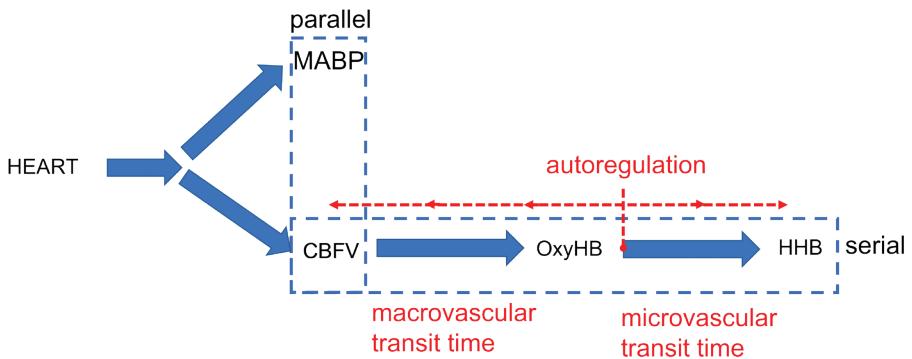 parallel
MABP
HEART
autoregulation
CBFV
OxyHB
HHB
serial
macrovascular
transit time
microvascular
transit time